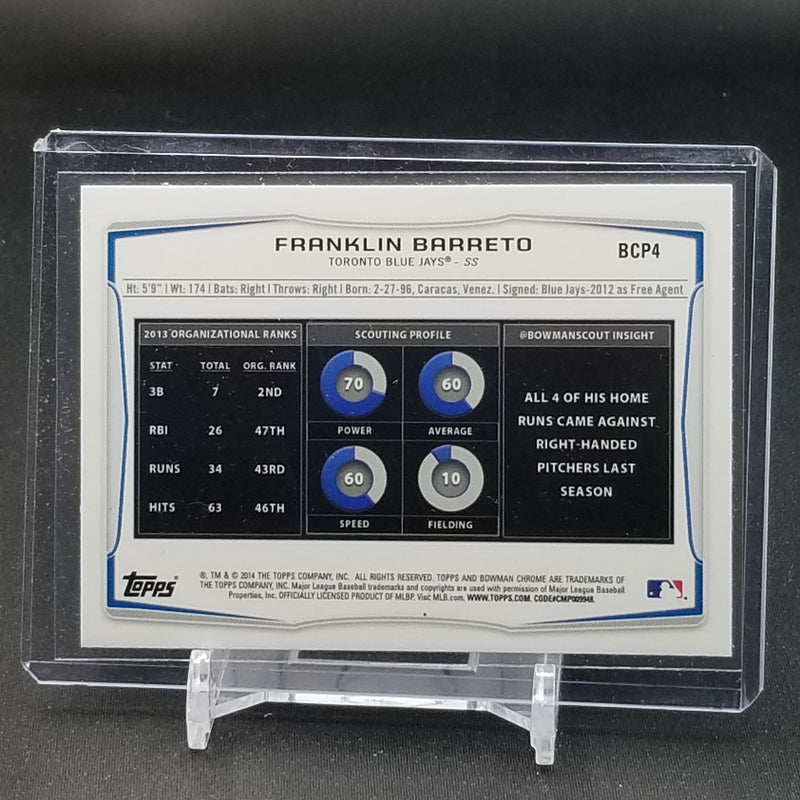 FRANKLIN BARRETO
TORONTO BLUE JAYS® - SS
BCP4
Ht: 5'9" | Wt: 174 | Bats: Right | Throws: Right | Born: 2-27-96, Caracas, Venez. | Signed: Blue Jays-2012 as Free Agent
2013 ORGANIZATIONAL RANKS
STAT TOTAL ORG. RANK
3B 7 2ND
RBI 26 47TH
RUNS 34 43RD
HITS 63 46TH
SCOUTING PROFILE
70 60
POWER AVERAGE
60 10
SPEED FIELDING
@BOWMANSCOUT INSIGHT
ALL 4 OF HIS HOME
RUNS CAME AGAINST
RIGHT-HANDED
PITCHERS LAST
SEASON
Topps®
®, TM & © 2014 THE TOPPS COMPANY, INC. ALL RIGHTS RESERVED. TOPPS AND BOWMAN CHROME ARE TRADEMARKS OF
THE TOPPS COMPANY, INC. Major League Baseball trademarks and copyrights are used with permission of Major League Baseball
Properties, Inc. OFFICIALLY LICENSED PRODUCT OF MLBP. Visit MLB.com. WWW.TOPPS.COM. CODE#CMP009948.